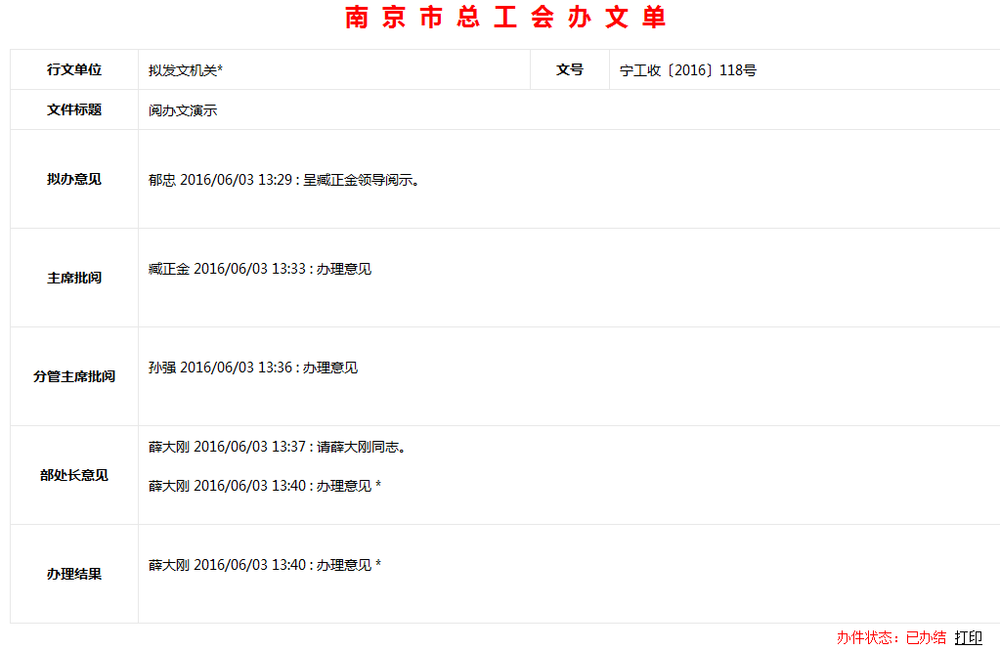 南京市总工会办文单
行文单位 拟发文机关* 文号 宁工收〔2016〕118号
文件标题 阅办文演示
拟办意见 郁忠 2016/06/03 13:29 : 呈臧正金领导阅示。
主席批阅 臧正金 2016/06/03 13:33 : 办理意见
分管主席批阅 孙强 2016/06/03 13:36 : 办理意见
薛大刚 2016/06/03 13:37 : 请薛大刚同志。
部处长意见
薛大刚 2016/06/03 13:40 : 办理意见 *
办理结果 薛大刚 2016/06/03 13:40 : 办理意见 *
办件状态：已办结 打印